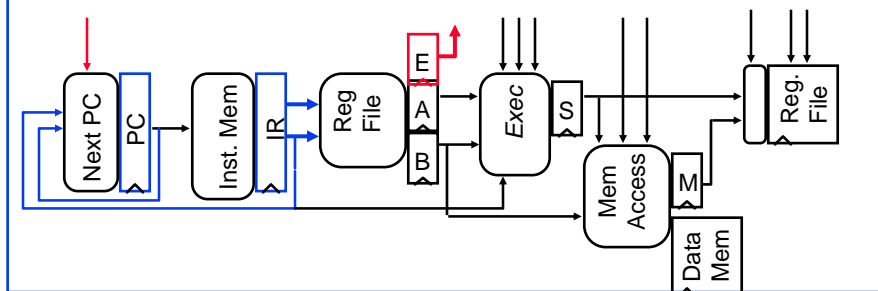 Next PC
PC
Inst. Mem
IR
Reg
File
E
A
B
Exec
S
Mem
Access
M
Data
Mem
Reg.
File